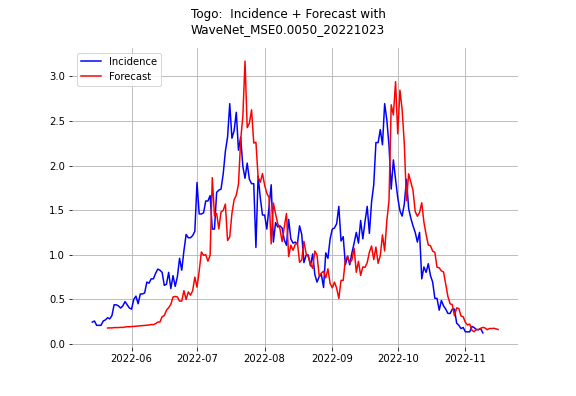 Togo:  Incidence + Forecast with
WaveNet_MSE0.0050_20221023
Incidence
Forecast
3.0
2.5
2.0
1.5
1.0
0.5
0.0
2022-06 2022-07 2022-08 2022-09 2022-10 2022-11